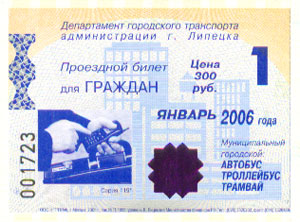 Департамент городского транспорта
администрации г. Липецка
Проездной билет
для ГРАЖДАН
Цена
300
руб.
1
ЯНВАРЬ 2006 года
Муниципальный
городской:
АВТОБУС
ТРОЛЛЕЙБУС
ТРАМВАЙ
001723